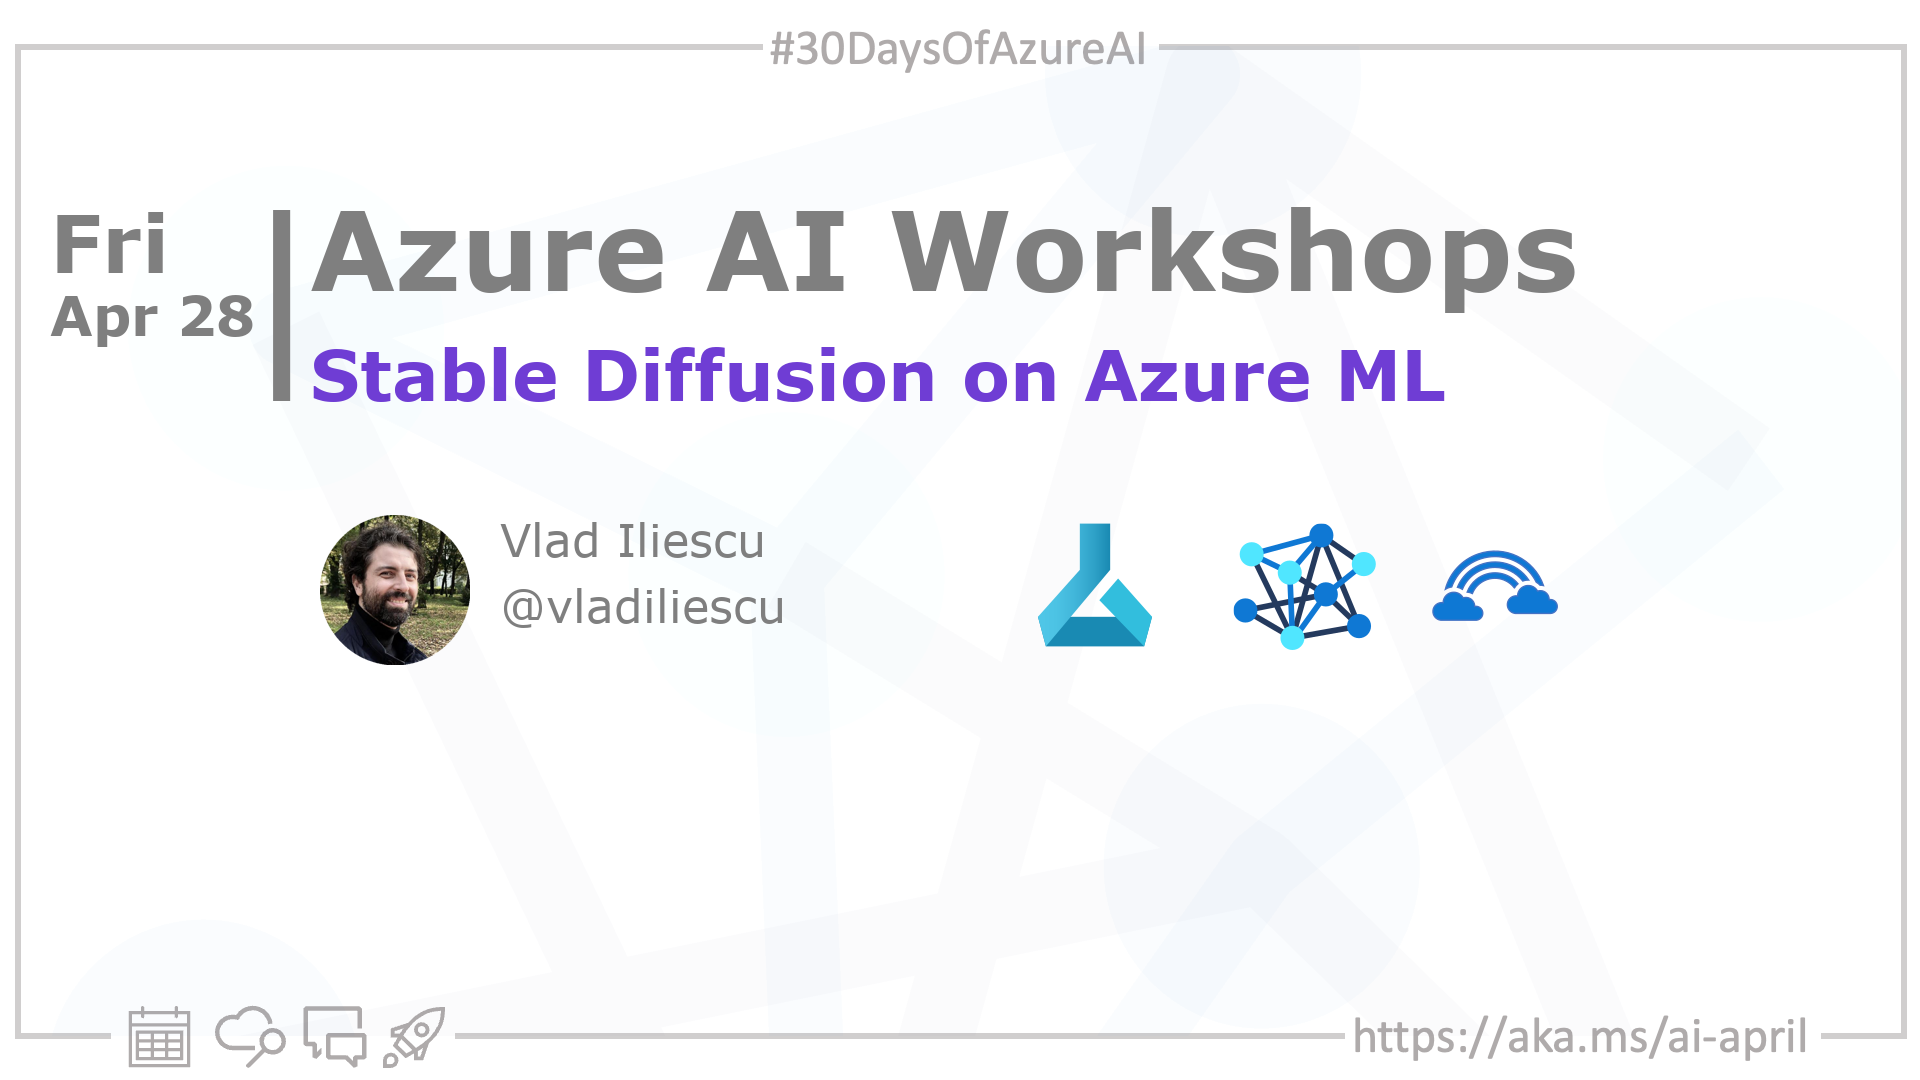 #30DaysOfAzureAI
Fri
Apr 28
Azure AI Workshops
Stable Diffusion on Azure ML
Vlad Iliescu
@vladiliescu
https://aka.ms/ai-april